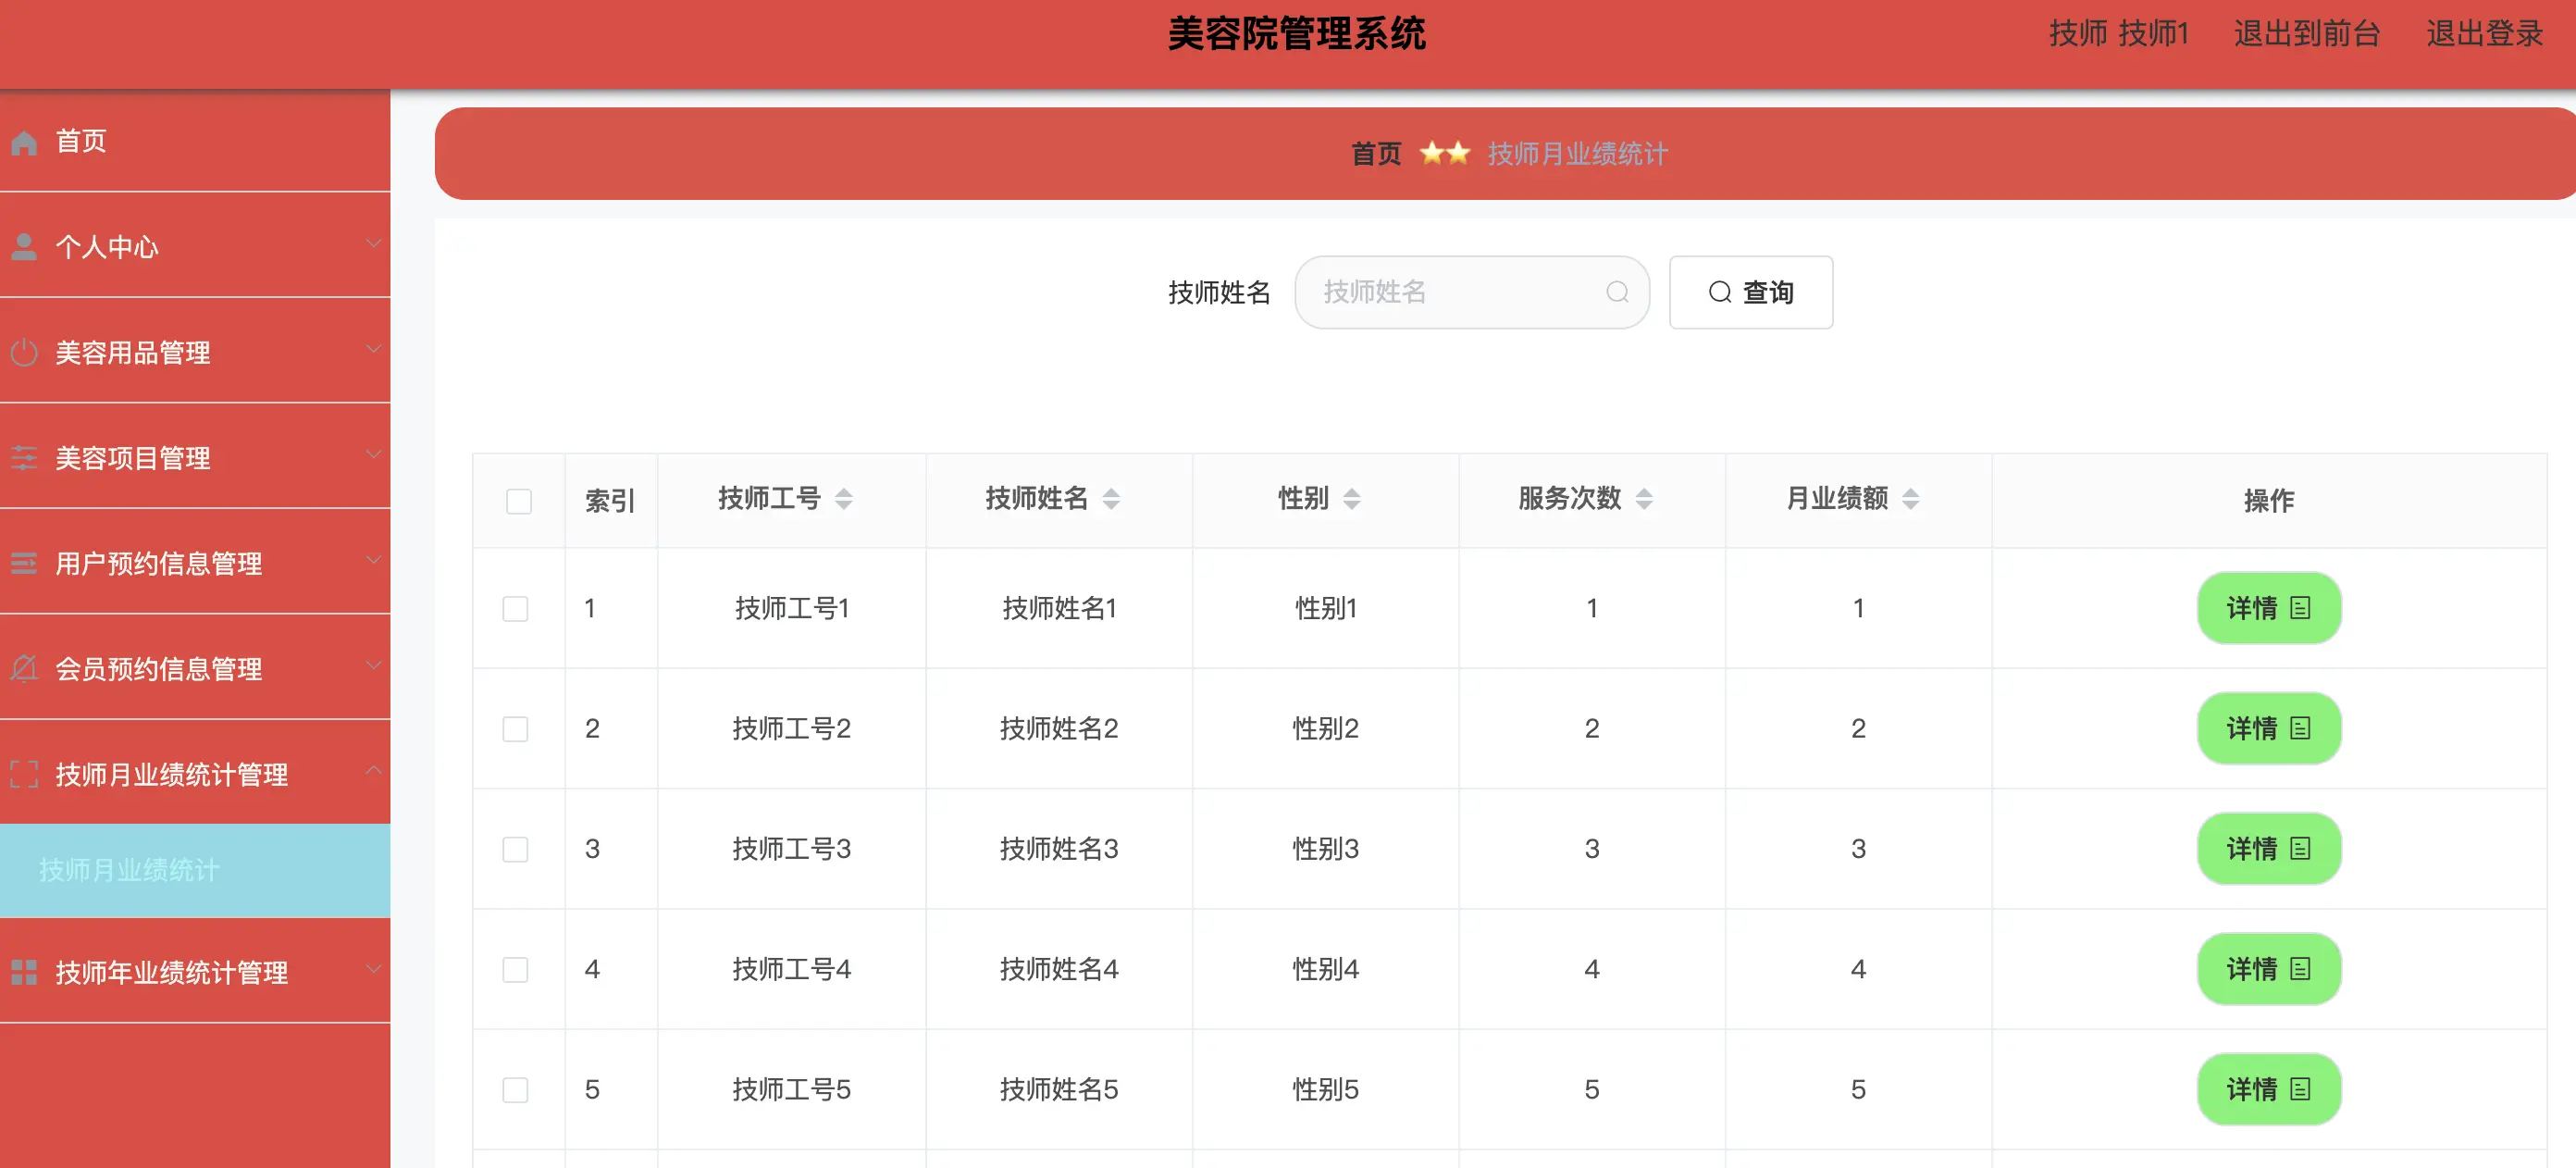 美容院管理系统
技师 技师1 退出到前台 退出登录
首页
个人中心
美容用品管理
美容项目管理
用户预约信息管理
会员预约信息管理
技师月业绩统计管理
技师月业绩统计
技师年业绩统计管理
首页 ⭐⭐ 技师月业绩统计
技师姓名 技师姓名 查询
索引 技师工号 技师姓名 性别 服务次数 月业绩额 操作
1 技师工号1 技师姓名1 性别1 1 1 详情
2 技师工号2 技师姓名2 性别2 2 2 详情
3 技师工号3 技师姓名3 性别3 3 3 详情
4 技师工号4 技师姓名4 性别4 4 4 详情
5 技师工号5 技师姓名5 性别5 5 5 详情